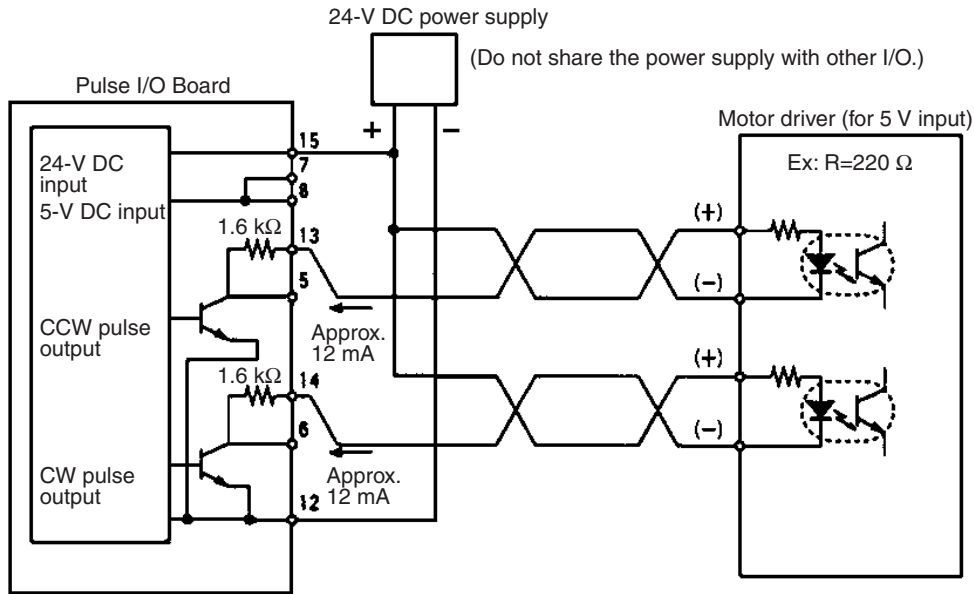 24-V DC power supply
(Do not share the power supply with other I/O.)
Pulse I/O Board
+
−
Motor driver (for 5 V input)
Ex: R=220 Ω
15
24-V DC
input
7
8
5-V DC input
1.6 kΩ
13
(+)
5
(−)
CCW pulse
output
Approx.
12 mA
1.6 kΩ
14
(+)
6
(−)
CW pulse
output
Approx.
12 mA
12